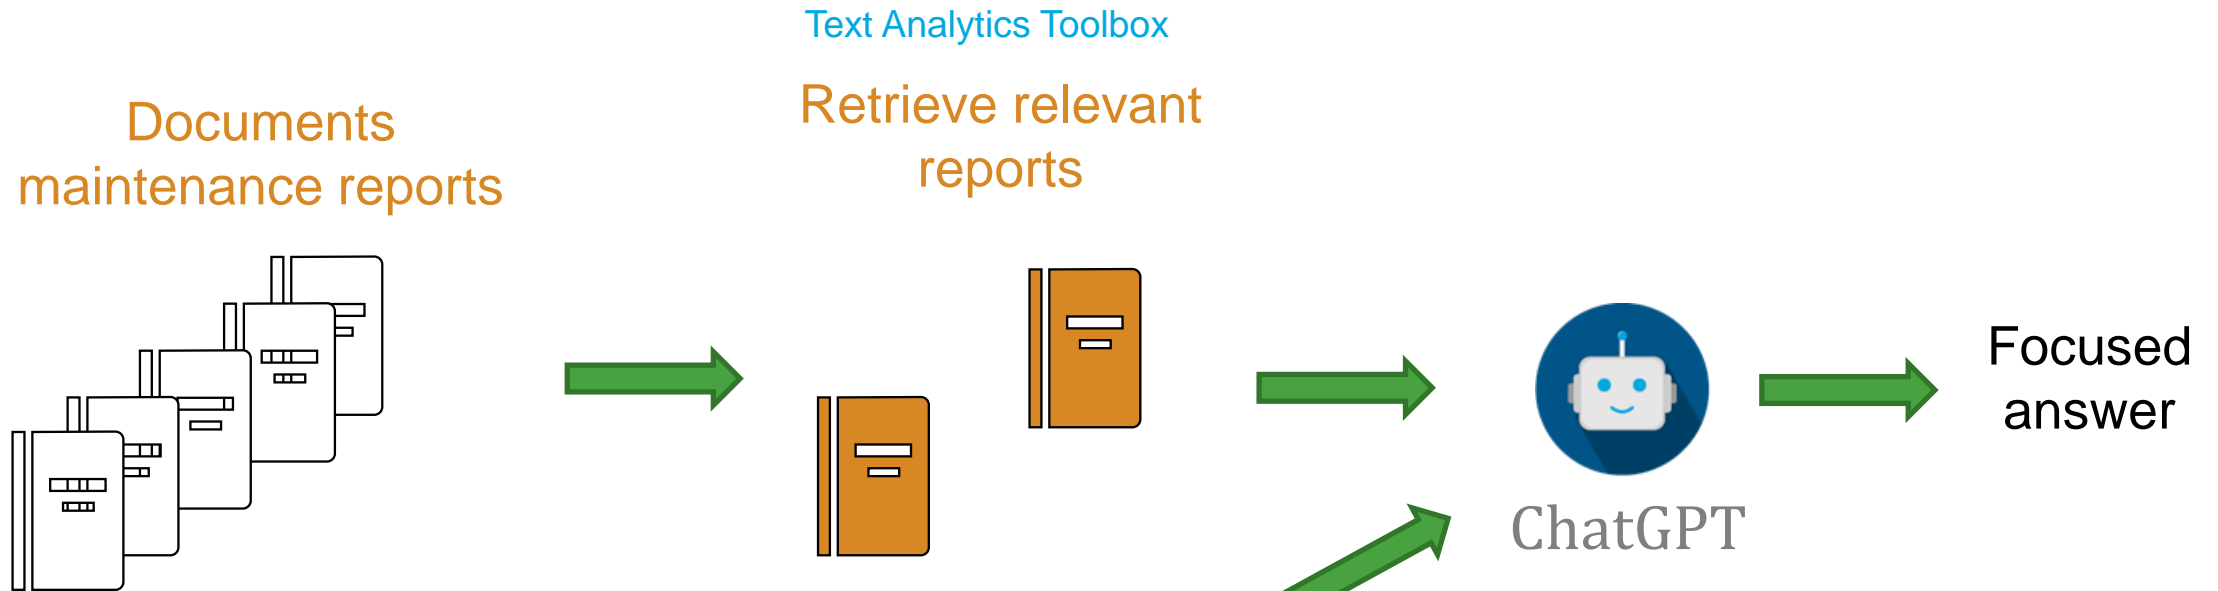 Text Analytics Toolbox
Documents
maintenance reports
Retrieve relevant
reports
ChatGPT
Focused
answer